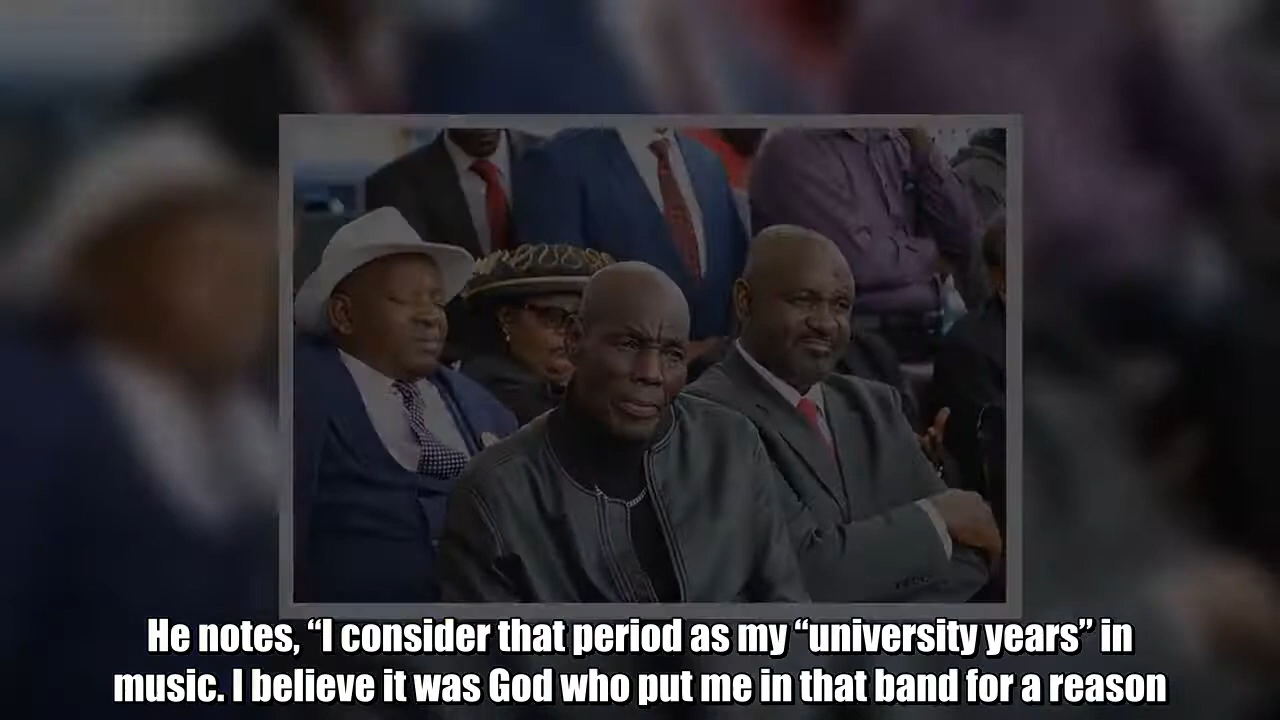 He notes, “I consider that period as my “university years” in
music. I believe it was God who put me in that band for a reason